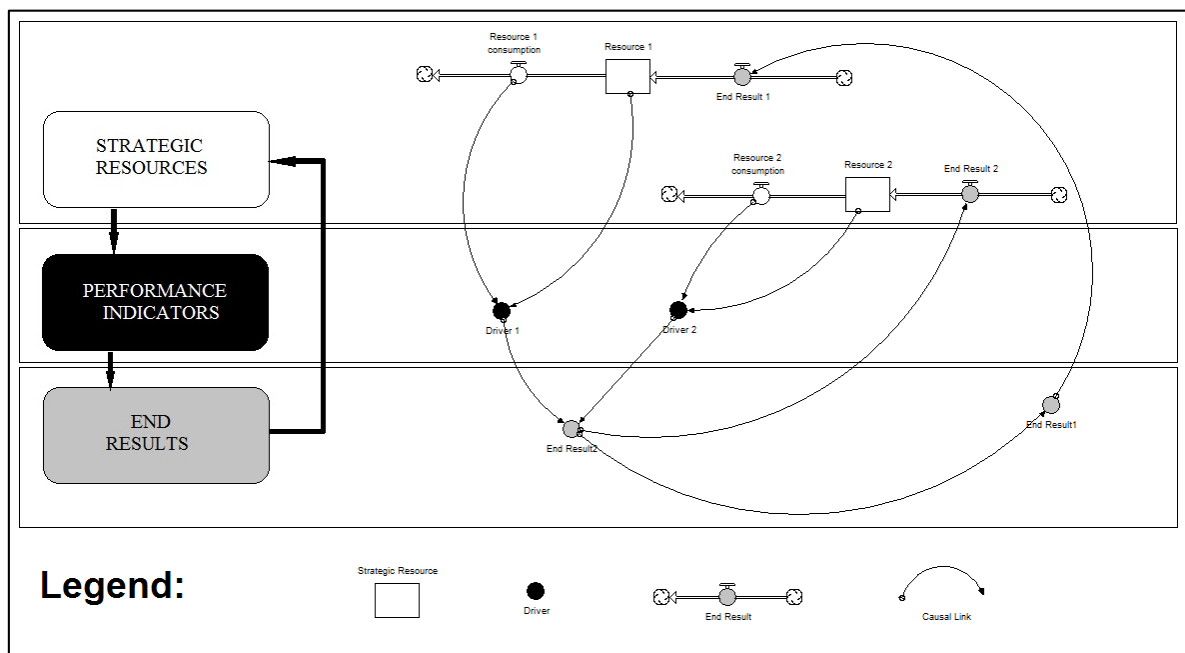 Resource 1
consumption
Resource 1
End Result 1
STRATEGIC
RESOURCES
Resource 2
consumption
Resource 2
End Result 2
PERFORMANCE
INDICATORS
Driver 1
Driver 2
END
RESULTS
End Result2
End Result1
Legend:
Strategic Resource
Driver
End Result
Causal Link